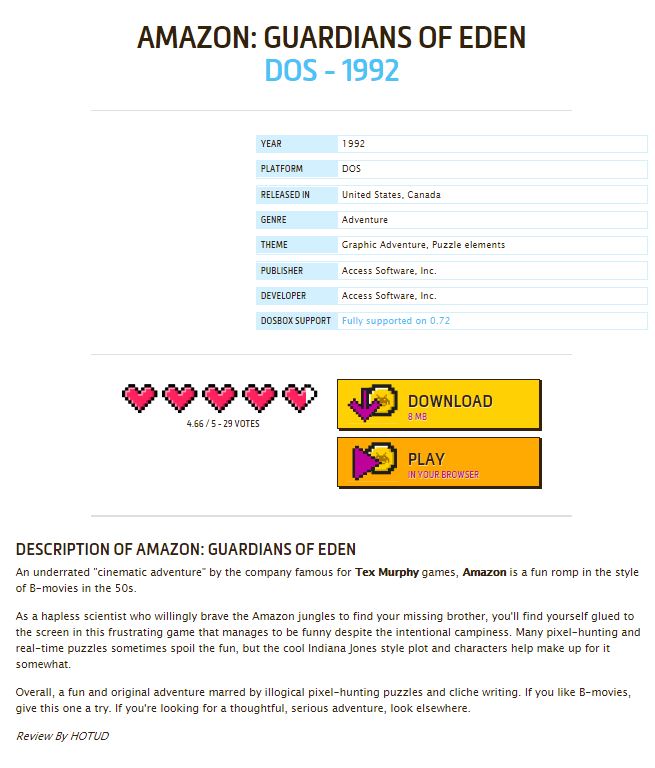 AMAZON: GUARDIANS OF EDEN
DOS - 1992
YEAR 1992
PLATFORM DOS
RELEASED IN United States, Canada
GENRE Adventure
THEME Graphic Adventure, Puzzle elements
PUBLISHER Access Software, Inc.
DEVELOPER Access Software, Inc.
DOSBOX SUPPORT Fully supported on 0.72
4.66 / 5 - 29 VOTES
DOWNLOAD
8 MB
PLAY
IN YOUR BROWSER
DESCRIPTION OF AMAZON: GUARDIANS OF EDEN
An underrated "cinematic adventure" by the company famous for Tex Murphy games, Amazon is a fun romp in the style
of B-movies in the 50s.
As a hapless scientist who willingly brave the Amazon jungles to find your missing brother, you'll find yourself glued to
the screen in this frustrating game that manages to be funny despite the intentional campiness. Many pixel-hunting and
real-time puzzles sometimes spoil the fun, but the cool Indiana Jones style plot and characters help make up for it
somewhat.
Overall, a fun and original adventure marred by illogical pixel-hunting puzzles and cliche writing. If you like B-movies,
give this one a try. If you're looking for a thoughtful, serious adventure, look elsewhere.
Review By HOTUD